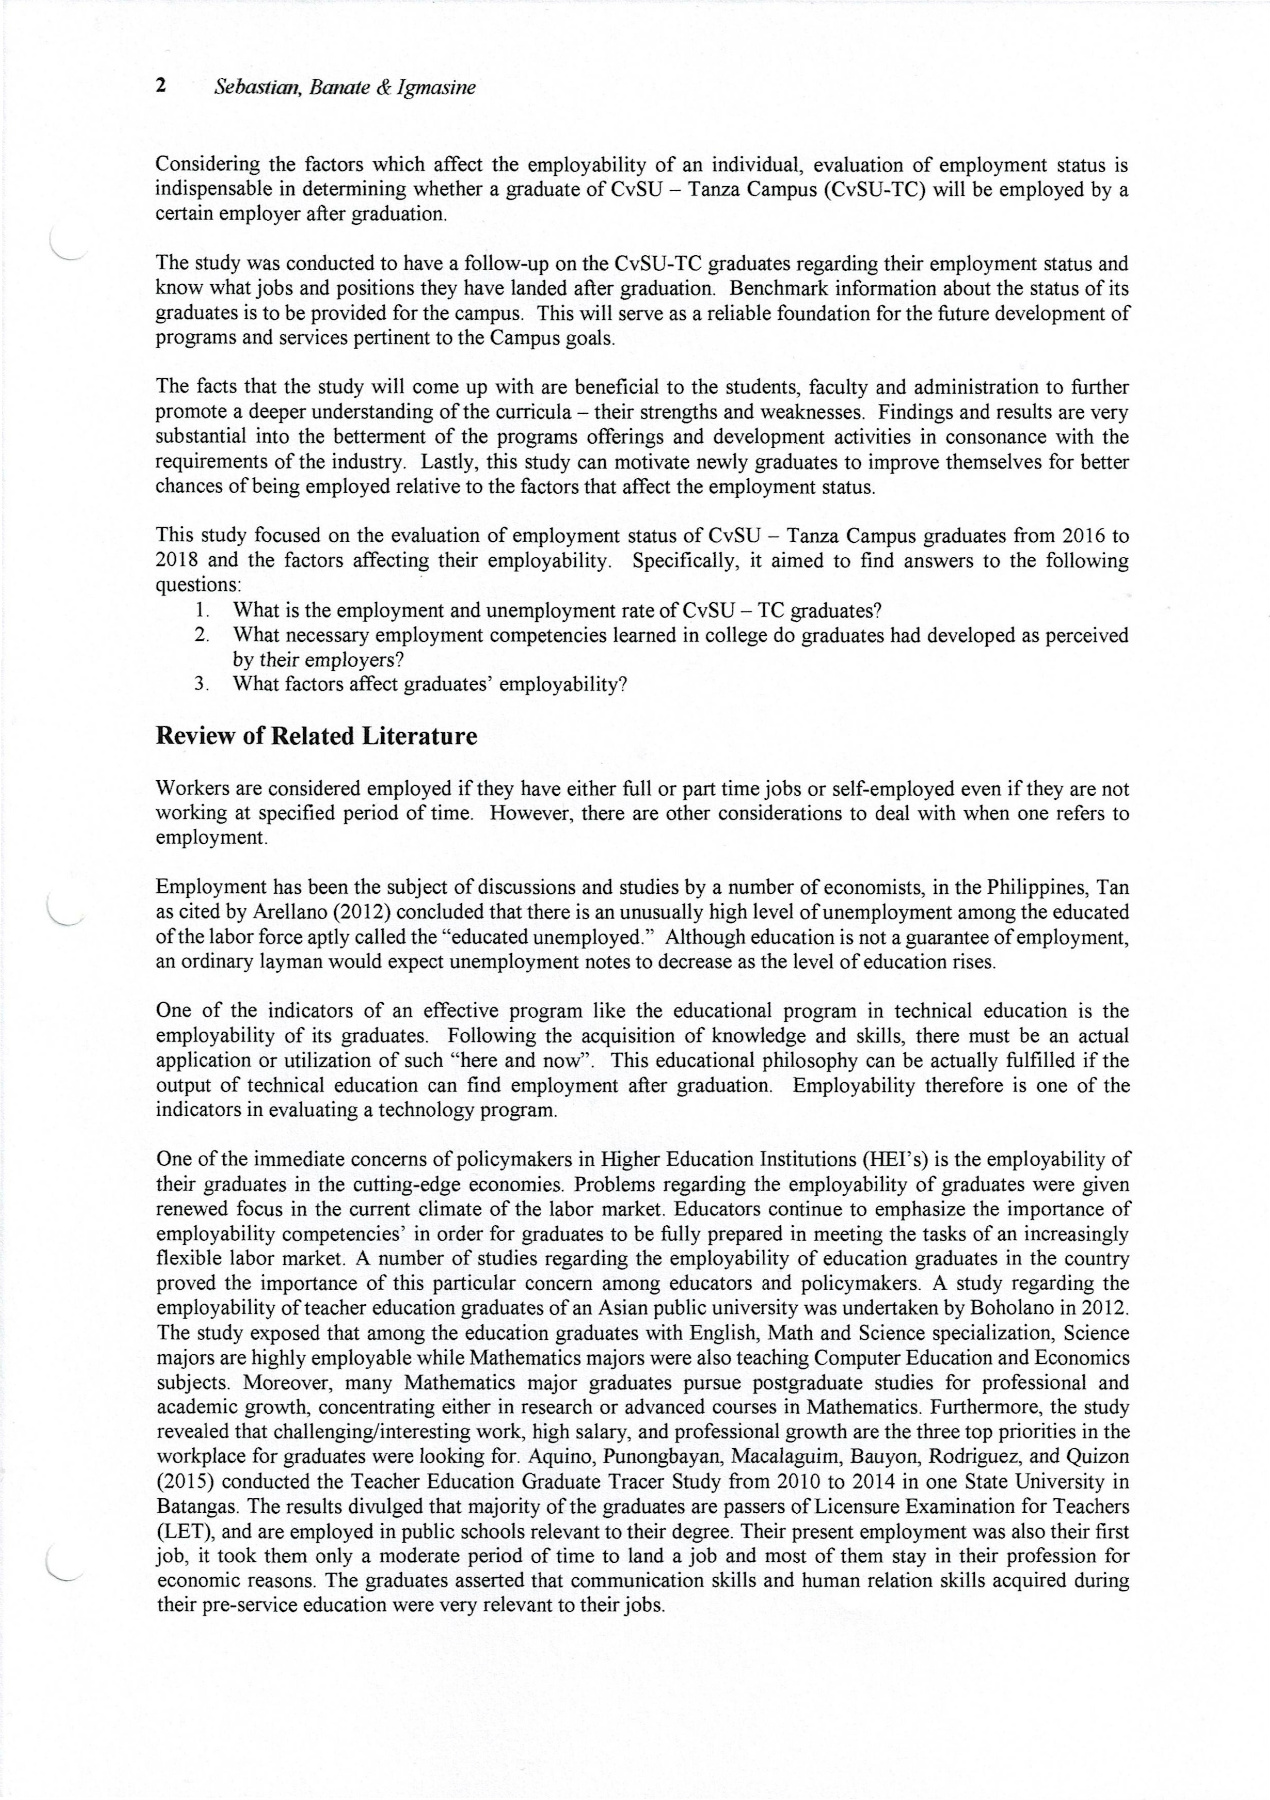 2 Sebastian, Banate & Igmasine
Considering the factors which affect the employability of an individual, evaluation of employment status is
indispensable in determining whether a graduate of CvSU – Tanza Campus (CvSU-TC) will be employed by a
certain employer after graduation.
The study was conducted to have a follow-up on the CvSU-TC graduates regarding their employment status and
know what jobs and positions they have landed after graduation. Benchmark information about the status of its
graduates is to be provided for the campus. This will serve as a reliable foundation for the future development of
programs and services pertinent to the Campus goals.
The facts that the study will come up with are beneficial to the students, faculty and administration to further
promote a deeper understanding of the curricula – their strengths and weaknesses. Findings and results are very
substantial into the betterment of the programs offerings and development activities in consonance with the
requirements of the industry. Lastly, this study can motivate newly graduates to improve themselves for better
chances of being employed relative to the factors that affect the employment status.
This study focused on the evaluation of employment status of CvSU – Tanza Campus graduates from 2016 to
2018 and the factors affecting their employability. Specifically, it aimed to find answers to the following
questions:
1. What is the employment and unemployment rate of CvSU – TC graduates?
2. What necessary employment competencies learned in college do graduates had developed as perceived
by their employers?
3. What factors affect graduates' employability?
Review of Related Literature
Workers are considered employed if they have either full or part time jobs or self-employed even if they are not
working at specified period of time. However, there are other considerations to deal with when one refers to
employment.
Employment has been the subject of discussions and studies by a number of economists, in the Philippines, Tan
as cited by Arellano (2012) concluded that there is an unusually high level of unemployment among the educated
of the labor force aptly called the “educated unemployed.” Although education is not a guarantee of employment,
an ordinary layman would expect unemployment notes to decrease as the level of education rises.
One of the indicators of an effective program like the educational program in technical education is the
employability of its graduates. Following the acquisition of knowledge and skills, there must be an actual
application or utilization of such “here and now”. This educational philosophy can be actually fulfilled if the
output of technical education can find employment after graduation. Employability therefore is one of the
indicators in evaluating a technology program.
One of the immediate concerns of policymakers in Higher Education Institutions (HEI's) is the employability of
their graduates in the cutting-edge economies. Problems regarding the employability of graduates were given
renewed focus in the current climate of the labor market. Educators continue to emphasize the importance of
employability competencies' in order for graduates to be fully prepared in meeting the tasks of an increasingly
flexible labor market. A number of studies regarding the employability of education graduates in the country
proved the importance of this particular concern among educators and policymakers. A study regarding the
employability of teacher education graduates of an Asian public university was undertaken by Boholano in 2012.
The study exposed that among the education graduates with English, Math and Science specialization, Science
majors are highly employable while Mathematics majors were also teaching Computer Education and Economics
subjects. Moreover, many Mathematics major graduates pursue postgraduate studies for professional and
academic growth, concentrating either in research or advanced courses in Mathematics. Furthermore, the study
revealed that challenging/interesting work, high salary, and professional growth are the three top priorities in the
workplace for graduates were looking for. Aquino, Punongbayan, Macalaguim, Bauyon, Rodriguez, and Quizon
(2015) conducted the Teacher Education Graduate Tracer Study from 2010 to 2014 in one State University in
Batangas. The results divulged that majority of the graduates are passers of Licensure Examination for Teachers
(LET), and are employed in public schools relevant to their degree. Their present employment was also their first
job, it took them only a moderate period of time to land a job and most of them stay in their profession for
economic reasons. The graduates asserted that communication skills and human relation skills acquired during
their pre-service education were very relevant to their jobs.